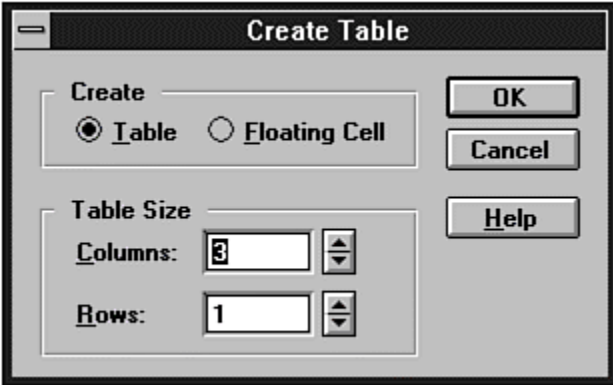 Create Table
Create
Table Floating Cell
OK
Cancel
Table Size
Columns: 3
Help
Rows: 1